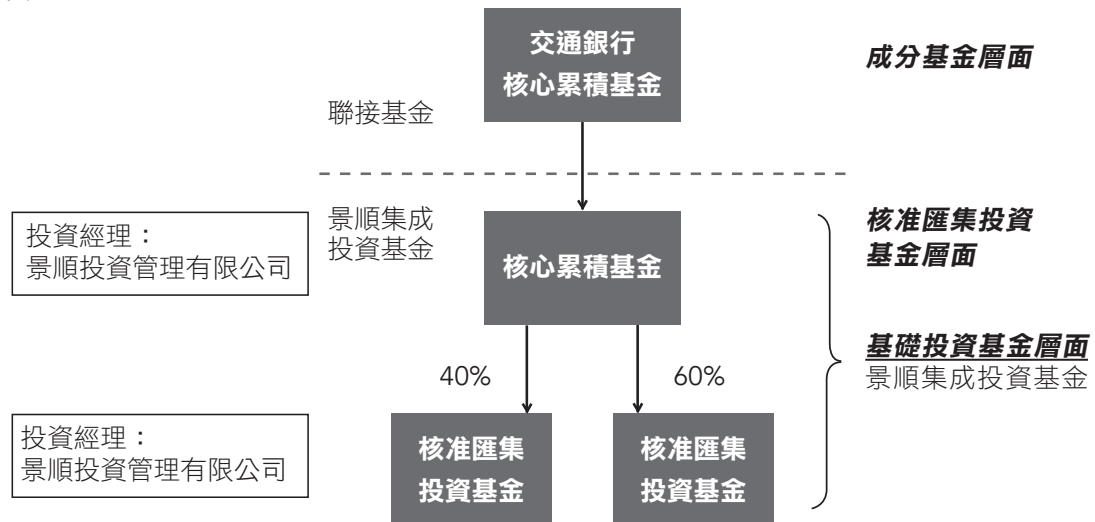 交通銀行
核心累積基金
成分基金層面
聯接基金
景順集成
投資基金
投資經理：
景順投資管理有限公司
核心累積基金
核准匯集投資
基金層面
基礎投資基金層面
景順集成投資基金
40%
60%
投資經理：
景順投資管理有限公司
核准匯集
投資基金
核准匯集
投資基金